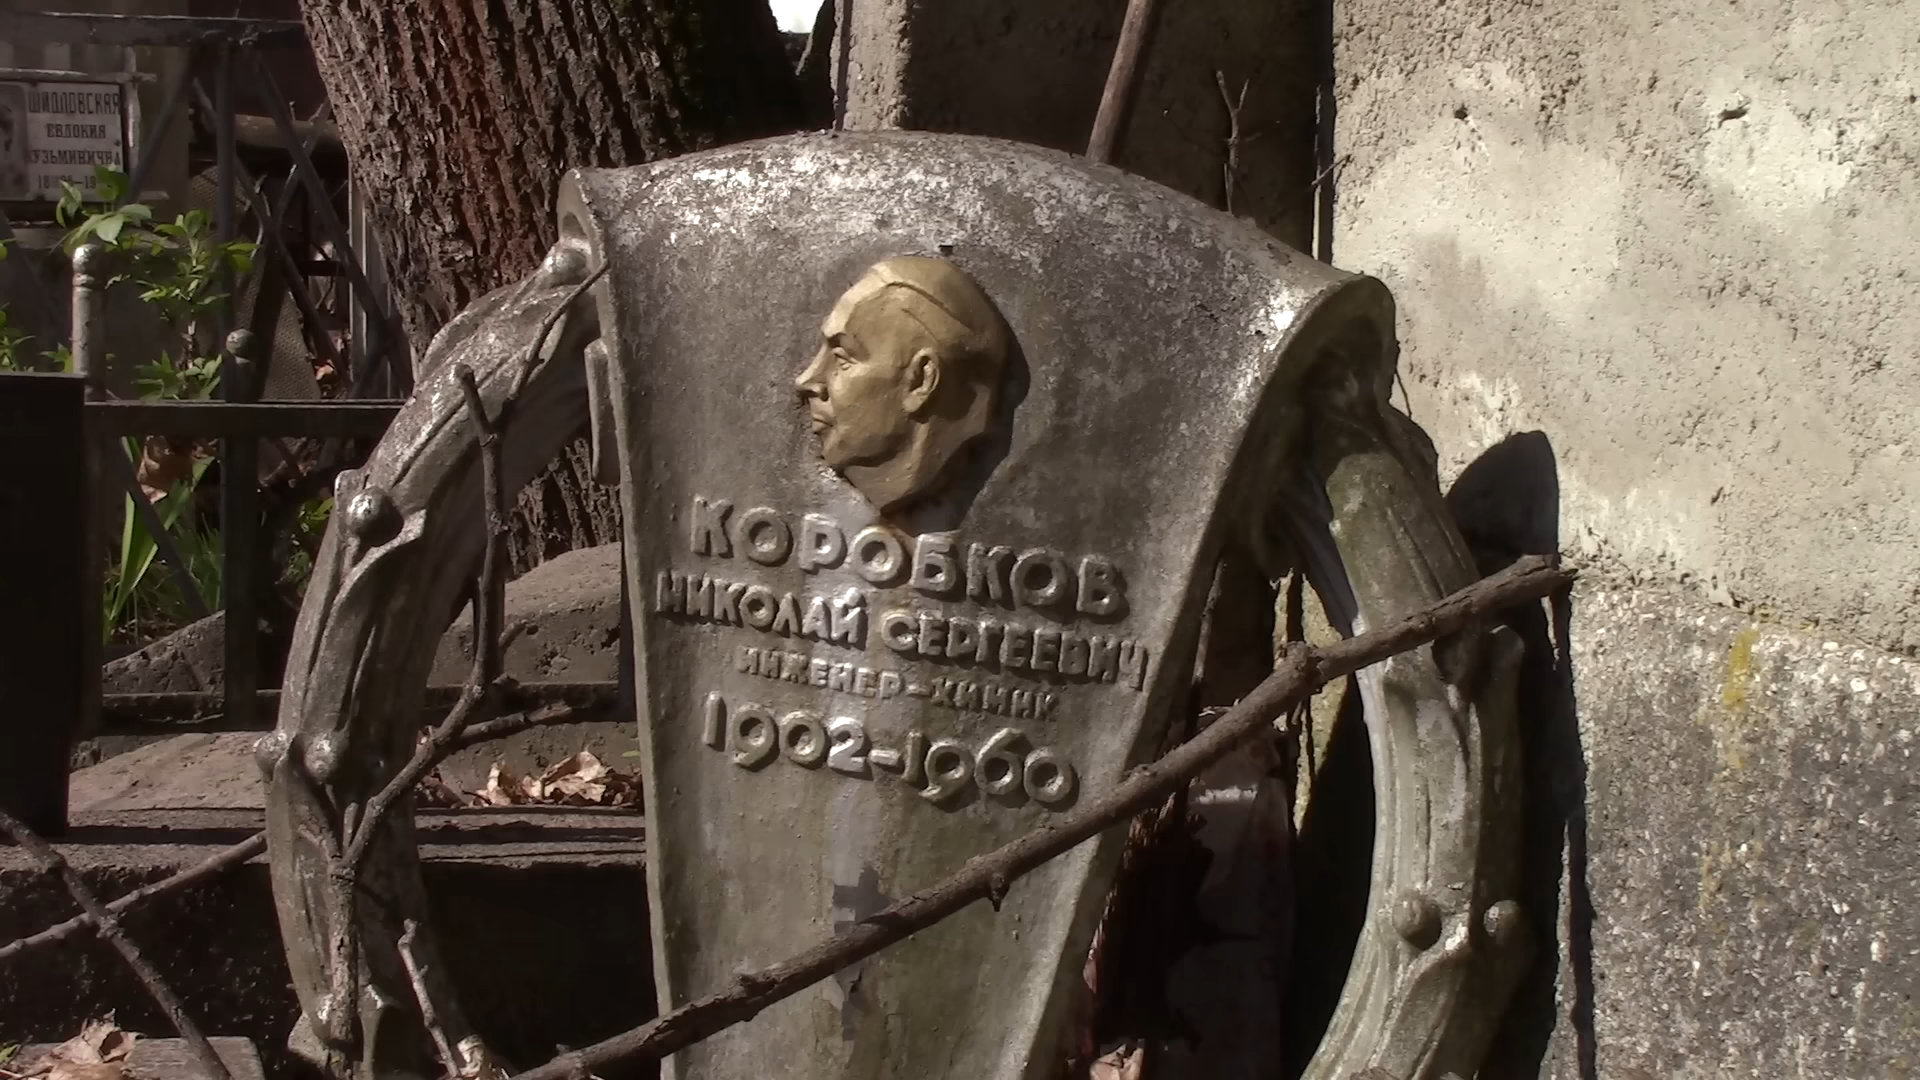 ШИДЛОВСКАЯ
ЕВДОКИЯ
КУЗЬМИНИЧНА
КОРОБКОВ
НИКОЛАЙ СЕРГЕЕВИЧ
ИНЖЕНЕР-ХИМИК
1902-1960